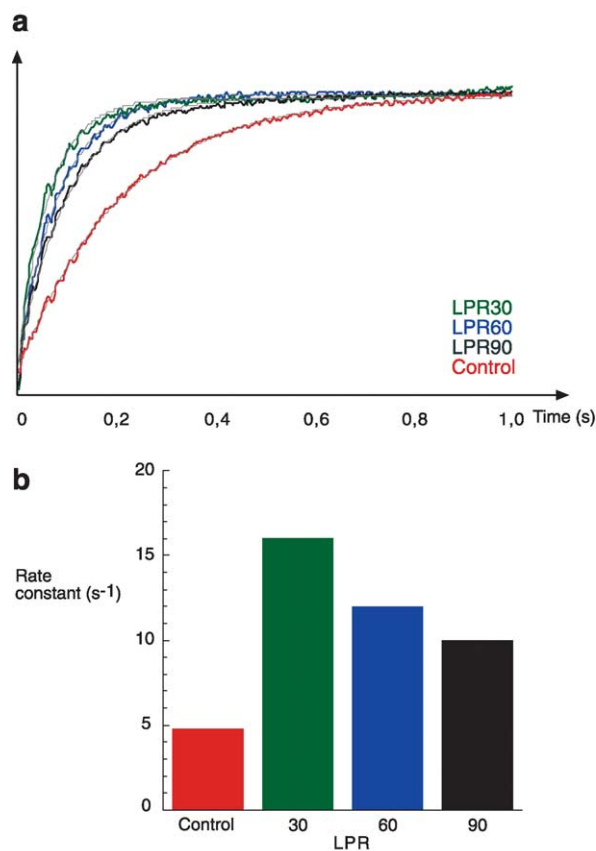 a
LPR30
LPR60
LPR90
Control
0 0,2 0,4 0,6 0,8 1,0 Time (s)
b
20
15
Rate
constant (s-1)
10
5
0
Control 30 60 90
LPR